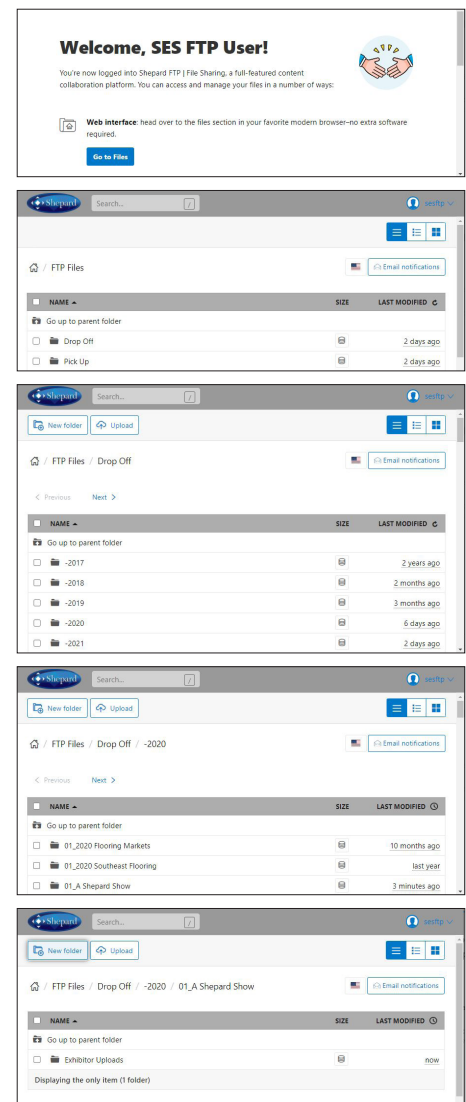 Welcome, SES FTP User!
You're now logged into Shepard FTP | File Sharing, a full-featured content
collaboration platform. You can access and manage your files in a number of ways:
Web interface: head over to the files section in your favorite modern browser–no extra software
required.
Go to Files
Shepard Search... / sesftp
/ FTP Files Email notifications
NAME SIZE LAST MODIFIED
Go up to parent folder
Drop Off 2 days ago
Pick Up 2 days ago
Shepard Search... / sesftp
New folder Upload
/ FTP Files / Drop Off Email notifications
< Previous Next >
NAME SIZE LAST MODIFIED
Go up to parent folder
-2017 2 years ago
-2018 2 months ago
-2019 3 months ago
-2020 6 days ago
-2021 2 days ago
Shepard Search... / sesftp
New folder Upload
/ FTP Files / Drop Off / -2020 Email notifications
< Previous Next >
NAME SIZE LAST MODIFIED
Go up to parent folder
01_2020 Flooring Markets 10 months ago
01_2020 Southeast Flooring last year
01_A Shepard Show 3 minutes ago
Shepard Search... / sesftp
New folder Upload
/ FTP Files / Drop Off / -2020 / 01_A Shepard Show Email notifications
NAME SIZE LAST MODIFIED
Go up to parent folder
Exhibitor Uploads now
Displaying the only item (1 folder)